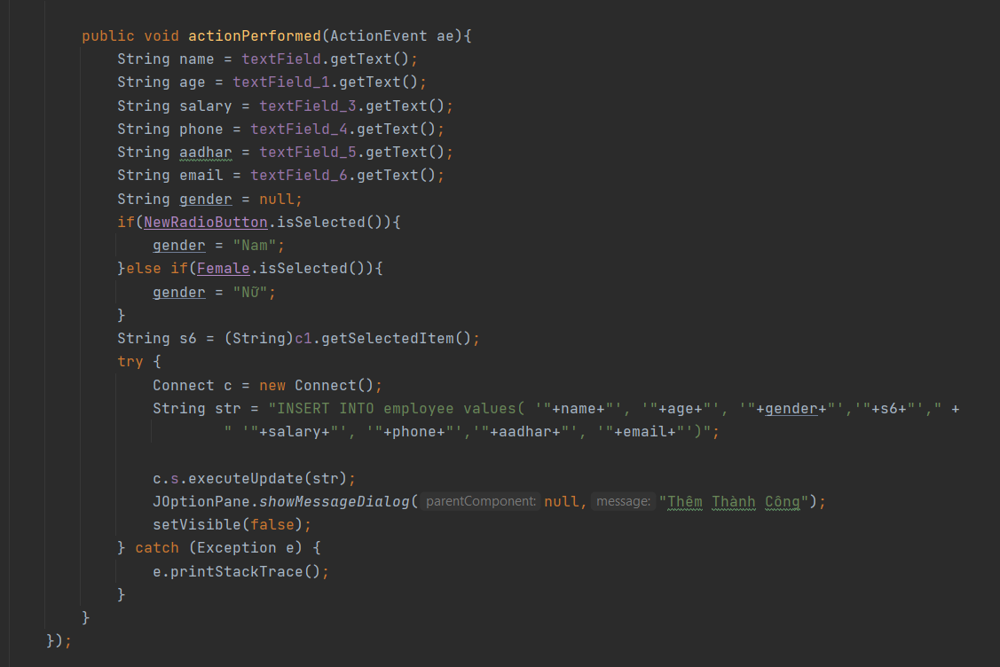 public void actionPerformed(ActionEvent ae){
String name = textField.getText();
String age = textField_1.getText();
String salary = textField_3.getText();
String phone = textField_4.getText();
String aadhar = textField_5.getText();
String email = textField_6.getText();
String gender = null;
if(NewRadioButton.isSelected()){
gender = "Nam";
}else if(Female.isSelected()){
gender = "Nữ";
}
String s6 = (String)c1.getSelectedItem();
try {
Connect c = new Connect();
String str = "INSERT INTO employee values( '"+name+"', '"+age+"', '"+gender+"','"+s6+"'," +
" '"+salary+"', '"+phone+"','"+aadhar+"', '"+email+"')";
c.s.executeUpdate(str);
JOptionPane.showMessageDialog( parentComponent: null, message: "Thêm Thành Công");
setVisible(false);
} catch (Exception e) {
e.printStackTrace();
}
}
});